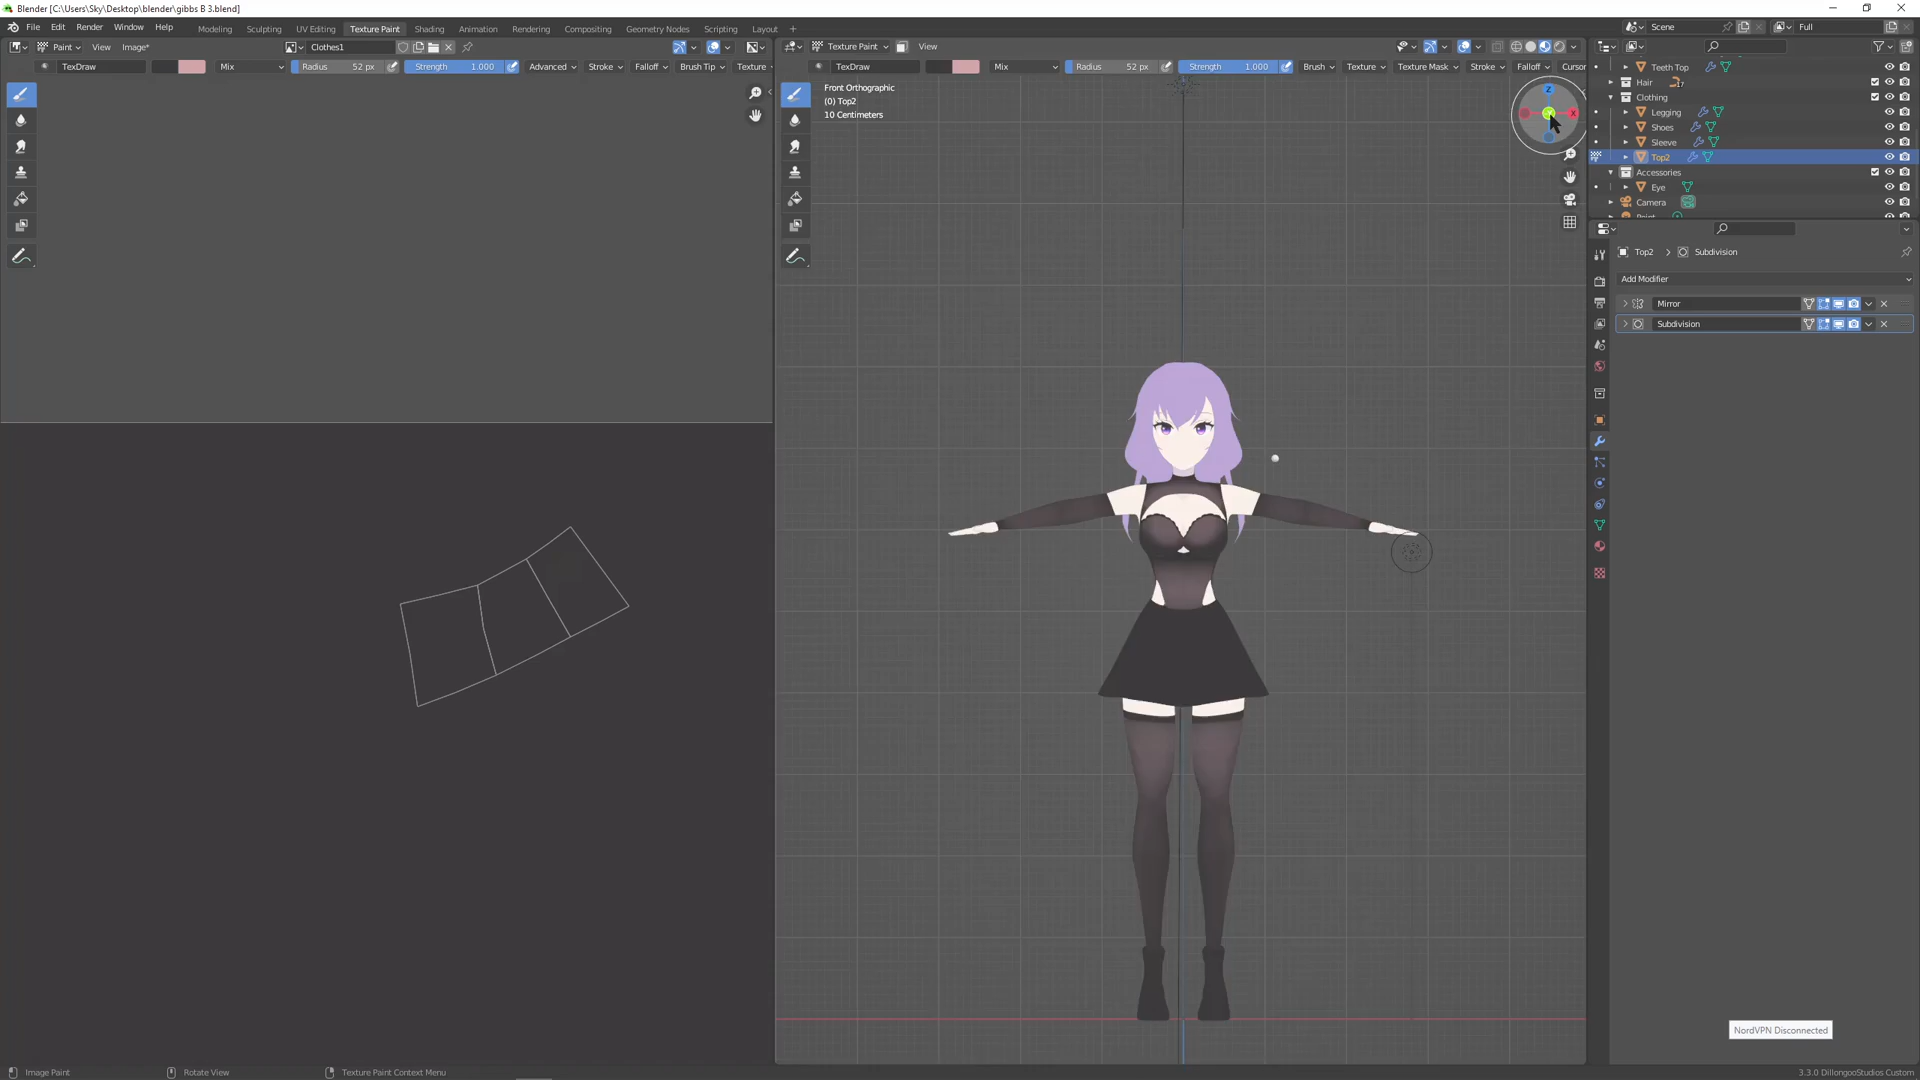 Blender [C:\Users\Sky\Desktop\blender\gibbs B 3.blend]
File Edit Render Window Help
Modeling Sculpting UV Editing Texture Paint Shading Animation Rendering Compositing Geometry Nodes Scripting Layout +
Scene Full
Paint View Image* Clothes1
Texture Paint View
TexDraw Mix Radius 52 px Strength 1.000 Advanced Stroke Falloff Brush Tip Texture
TexDraw Mix Radius 52 px Strength 1.000 Brush Texture Texture Mask Stroke Falloff Cursor
Front Orthographic
(0) Top2
10 Centimeters
Z
X
Teeth Top
Hair 17
Clothing
Legging
Shoes
Sleeve
Top2
Accessories
Eye
Camera
Top2 > Subdivision
Add Modifier
Mirror
Subdivision
NordVPN Disconnected
Image Paint Rotate View Texture Paint Context Menu
3.3.0 DillongooStudios Custom